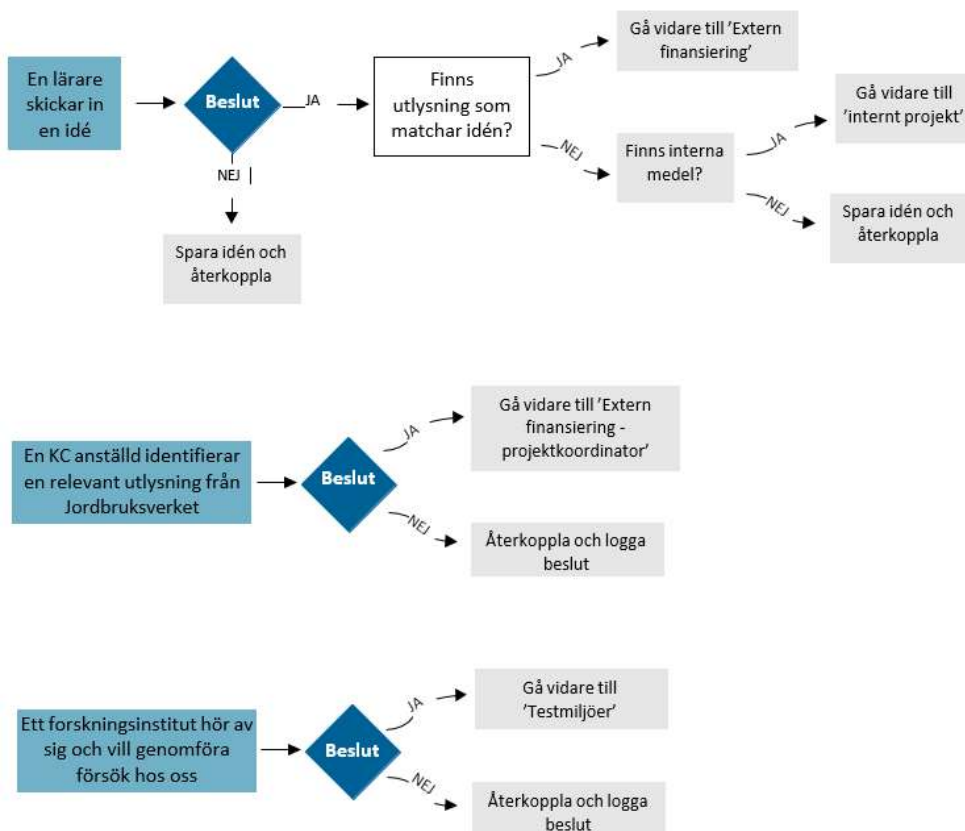 En lärare
skickar in
en idé
Beslut
JA
NEJ
Spara idén och
återkoppla
Finns
utlysning som
matchar idén?
JA
Gå vidare till ’Extern
finansiering’
NEJ
Finns interna
medel?
JA
Gå vidare till
’internt projekt’
NEJ
Spara idén och
återkoppla
En KC anställd identifierar
en relevant utlysning från
Jordbruksverket
Beslut
JA
Gå vidare till ’Extern
finansiering -
projektkoordinator’
NEJ
Återkoppla och logga
beslut
Ett forskningsinstitut hör av
sig och vill genomföra
försök hos oss
Beslut
JA
Gå vidare till
’Testmiljöer’
NEJ
Återkoppla och logga
beslut